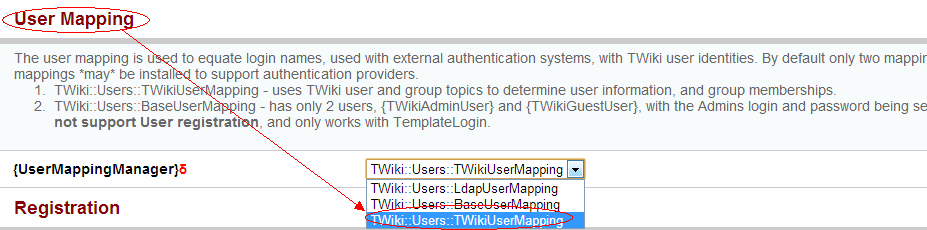 User Mapping
The user mapping is used to equate login names, used with external authentication systems, with TWiki user identities. By default only two
mappings *may* be installed to support authentication providers.
1. TWiki::Users::TWikiUserMapping - uses TWiki user and group topics to determine user information, and group memberships.
2. TWiki::Users::BaseUserMapping - has only 2 users, {TWikiAdminUser} and {TWikiGuestUser}, with the Admins login and password being
not support User registration, and only works with TemplateLogin.
{UserMappingManager}δ TWiki::Users::TWikiUserMapping
TWiki::Users::LdapUserMapping
TWiki::Users::BaseUserMapping
Registration
TWiki::Users::TWikiUserMapping